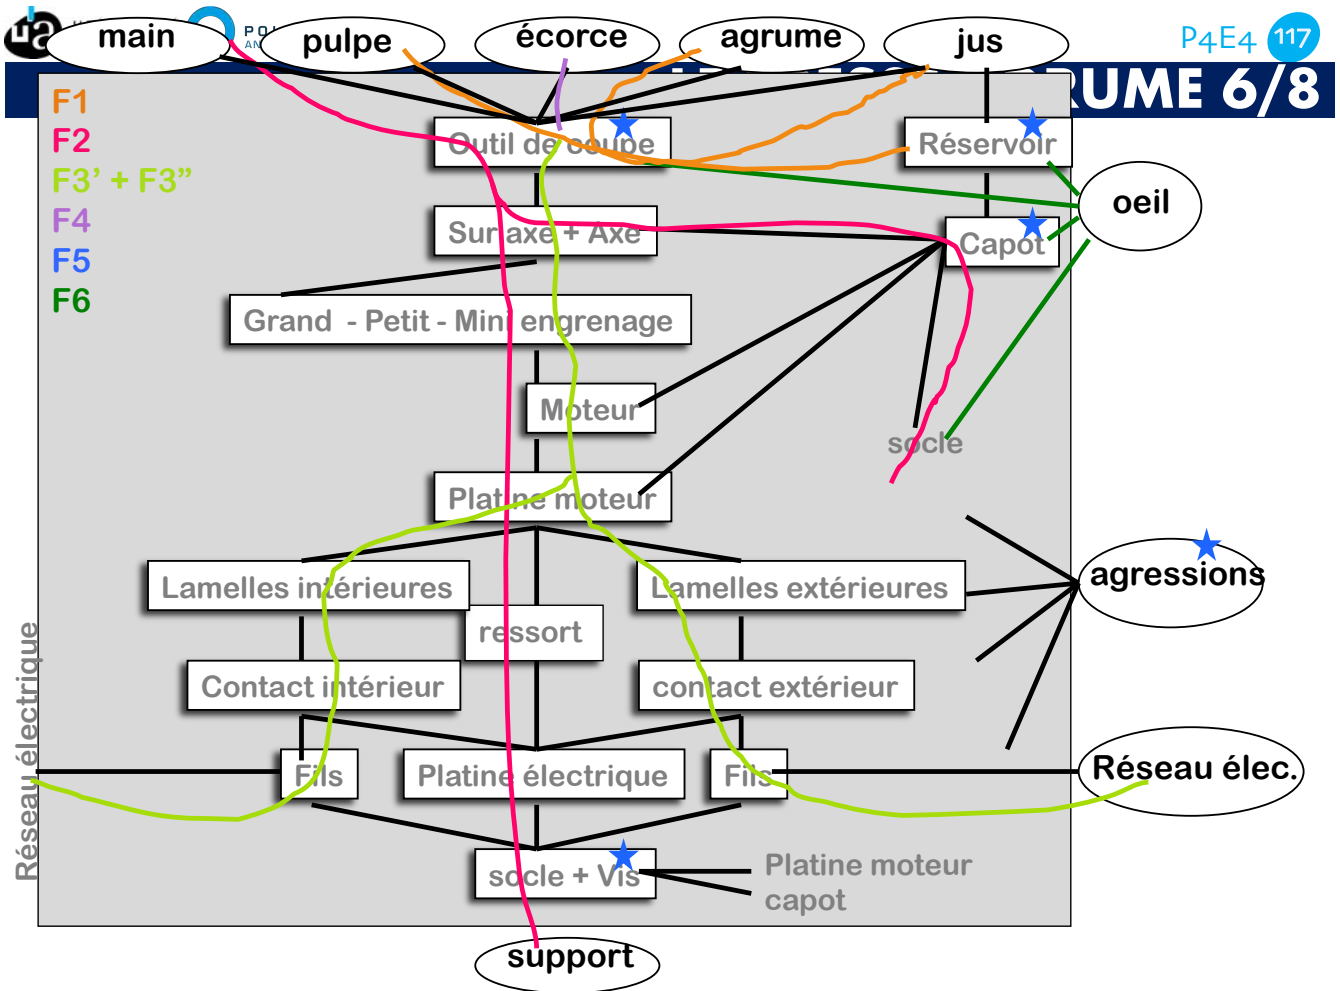 main
pulpe
écorce
agrume
jus
P4E4 117
RUME 6/8
F1
F2
F3’ + F3”
F4
F5
F6
Outil de coupe
Réservoir
oeil
Sur axe + Axe
Capot
Grand - Petit - Mini engrenage
Moteur
socle
Platine moteur
agressions
Lamelles intérieures
Lamelles extérieures
ressort
Contact intérieur
contact extérieur
Réseau électrique
Fils
Platine électrique
Fils
Réseau élec.
socle + Vis
Platine moteur
capot
support